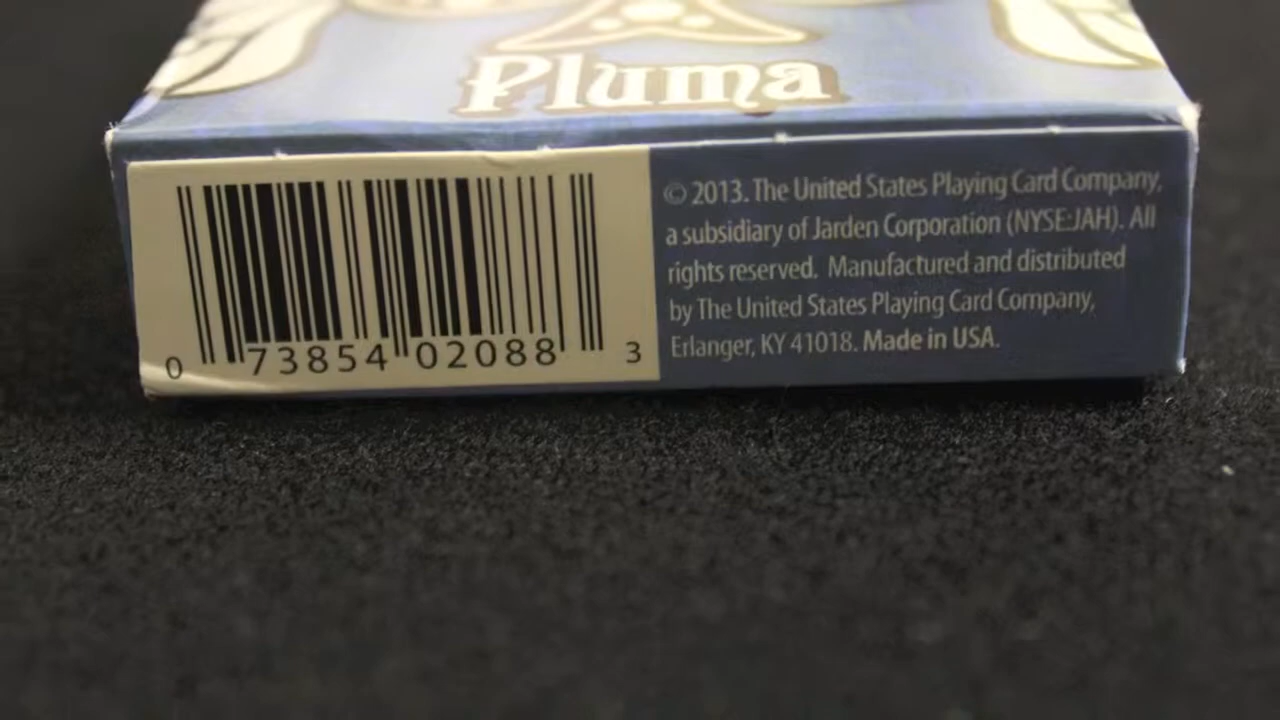 Pluma
© 2013. The United States Playing Card Company,
a subsidiary of Jarden Corporation (NYSE:JAH). All
rights reserved. Manufactured and distributed
by The United States Playing Card Company,
Erlanger, KY 41018. Made in USA.
0 73854 02088 3